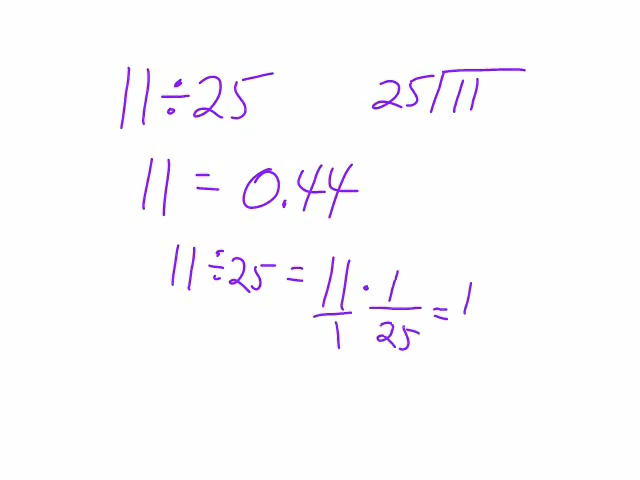 11 ÷ 25 25)11
11 = 0.44
11 ÷ 25 = 11/1 · 1/25 = 1